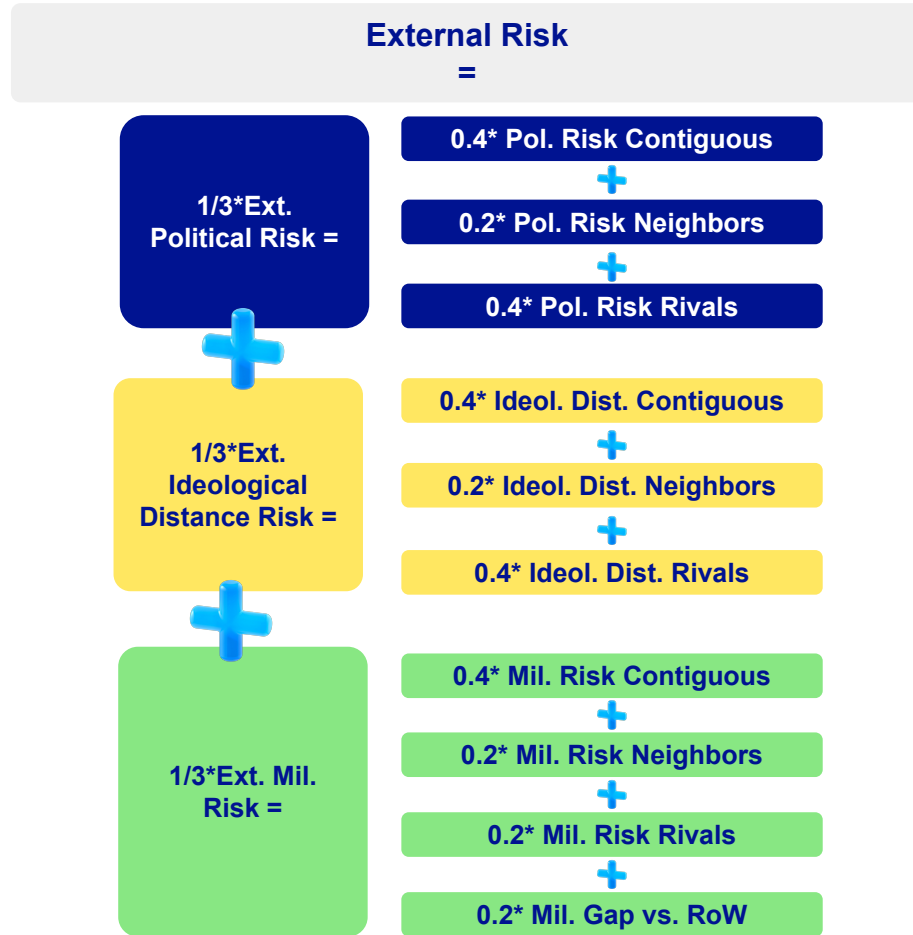 External Risk
=
1/3*Ext.
Political Risk =
0.4* Pol. Risk Contiguous
0.2* Pol. Risk Neighbors
0.4* Pol. Risk Rivals
1/3*Ext.
Ideological
Distance Risk =
0.4* Ideol. Dist. Contiguous
0.2* Ideol. Dist. Neighbors
0.4* Ideol. Dist. Rivals
1/3*Ext. Mil.
Risk =
0.4* Mil. Risk Contiguous
0.2* Mil. Risk Neighbors
0.2* Mil. Risk Rivals
0.2* Mil. Gap vs. RoW